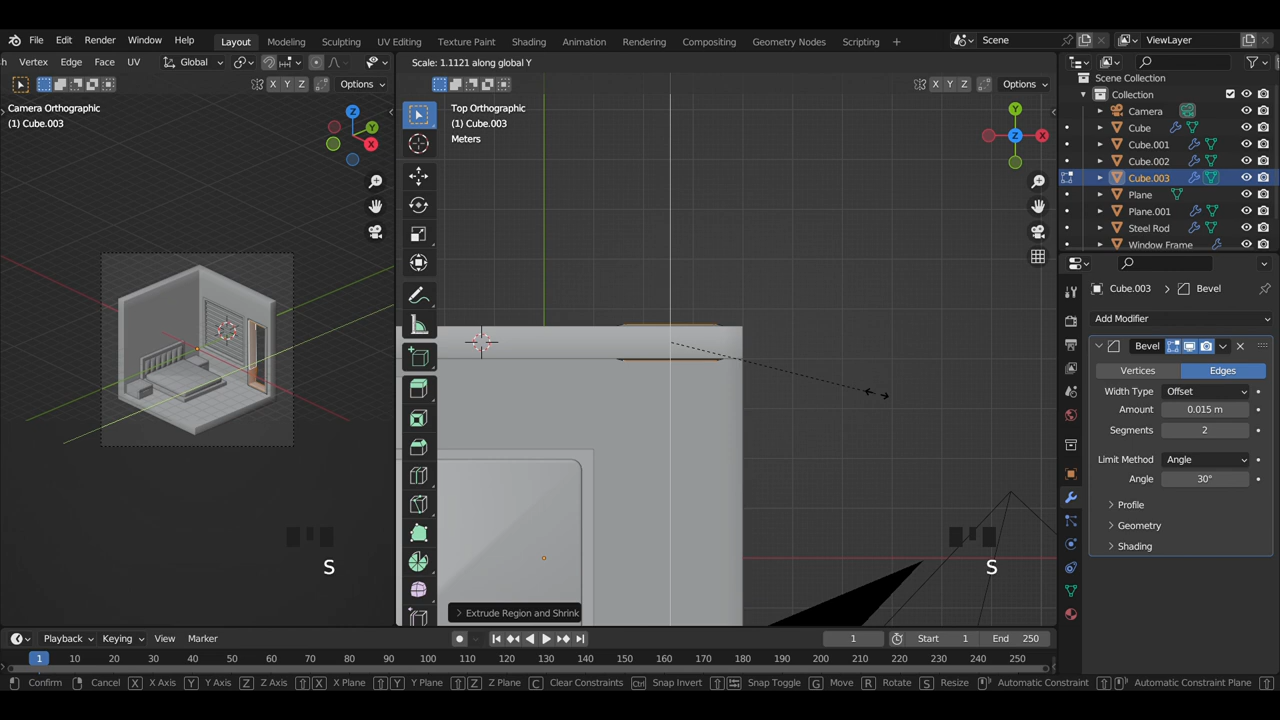 File Edit Render Window Help Layout Modeling Sculpting UV Editing Texture Paint Shading Animation Rendering Compositing Geometry Nodes Scripting + Scene ViewLayer
Vertex Edge Face UV Global Scale: 1.1121 along global Y
X Y Z Options X Y Z Options
Scene Collection
Collection
Camera
Cube
Cube.001
Cube.002
Cube.003
Plane
Plane.001
Steel Rod
Window Frame
Camera Orthographic
(1) Cube.003
Top Orthographic
(1) Cube.003
Meters
Z Y X
Y Z X
Cube.003 > Bevel
Add Modifier
Bevel
Vertices Edges
Width Type Offset
Amount 0.015 m
Segments 2
Limit Method Angle
Angle 30°
Profile
Geometry
Shading
S S
Extrude Region and Shrink
Playback Keying View Marker 1 Start 1 End 250
1 10 20 30 40 50 60 70 80 90 100 110 120 130 140 150 160 170 180 190 200 210 220 230 240 250
Confirm Cancel X X Axis Y Y Axis Z Z Axis X X Plane Y Y Plane Z Z Plane C Clear Constraints Ctrl Snap Invert Snap Toggle G Move R Rotate S Resize Automatic Constraint Automatic Constraint Plane